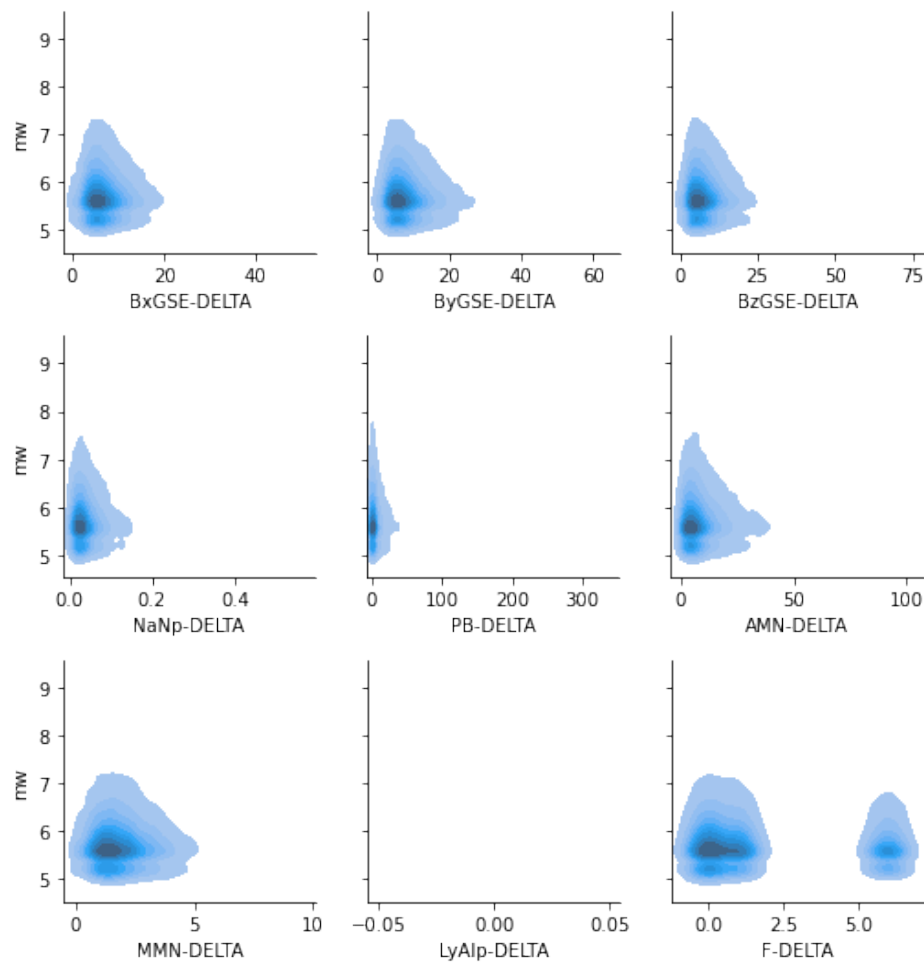 9
8
7
6
5
mw
0 20 40
BxGSE-DELTA
0 20 40 60
ByGSE-DELTA
0 25 50 75
BzGSE-DELTA
9
8
7
6
5
mw
0.0 0.2 0.4
NaNp-DELTA
0 100 200 300
PB-DELTA
0 50 100
AMN-DELTA
9
8
7
6
5
mw
0 5 10
MMN-DELTA
−0.05 0.00 0.05
LyAlp-DELTA
0.0 2.5 5.0
F-DELTA